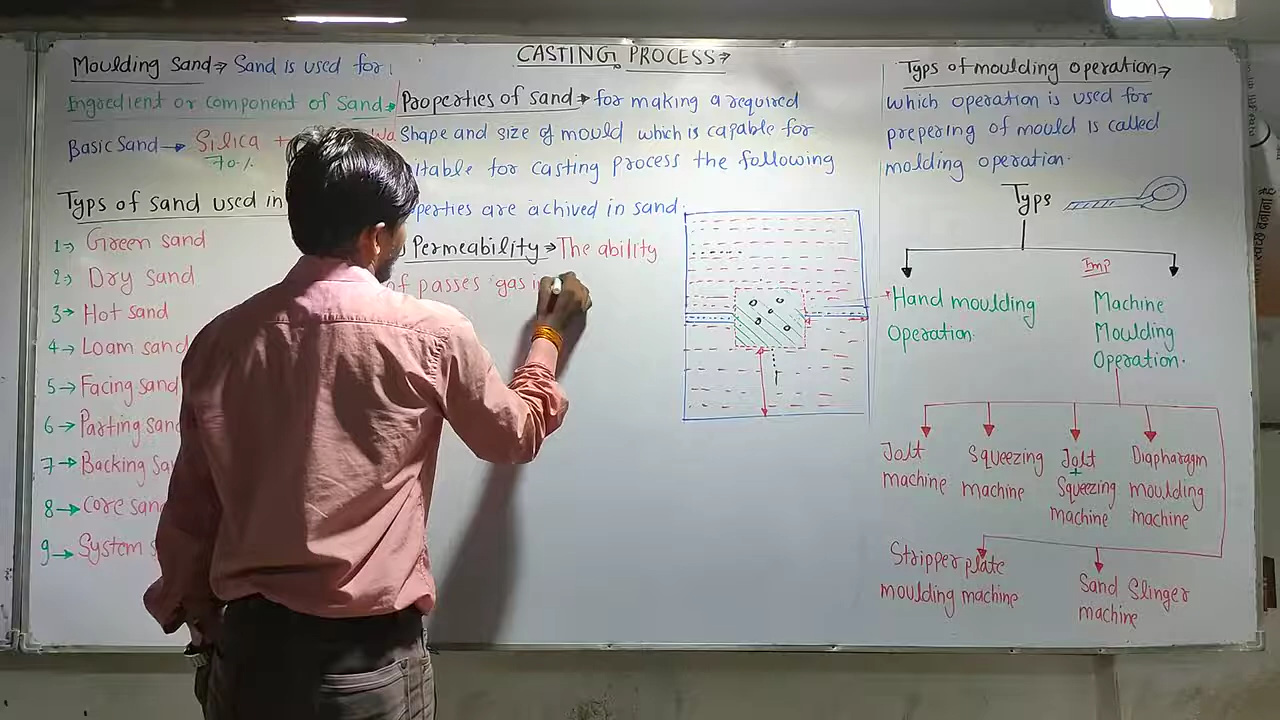 CASTING PROCESS→
Moulding Sand→ Sand is used for
Ingredient or component of Sand→
Basic Sand→ Silica +
70%
Typs of sand used in
1→ Green sand
2→ Dry sand
3→ Hot sand
4→ Loam sand
5→ Facing sand
6→ Parting sand
7→ Backing
8→ Core sand
9→ System
Properties of sand→ for making a required
Shape and size of mould which is capable for
for casting process the following
are achived in sand.
Permeability→ The ability
of passes gas
Typs of moulding operation→
Which operation is used for
prepering of mould is called
molding operation.
Typs
Imp
Hand moulding
Operation.
Machine
Moulding
Operation.
Jolt
machine
Squeezing
machine
Jolt
+
Squeezing
machine
Diapharagm
moulding
machine
Stripper plate
moulding machine
Sand Slinger
machine